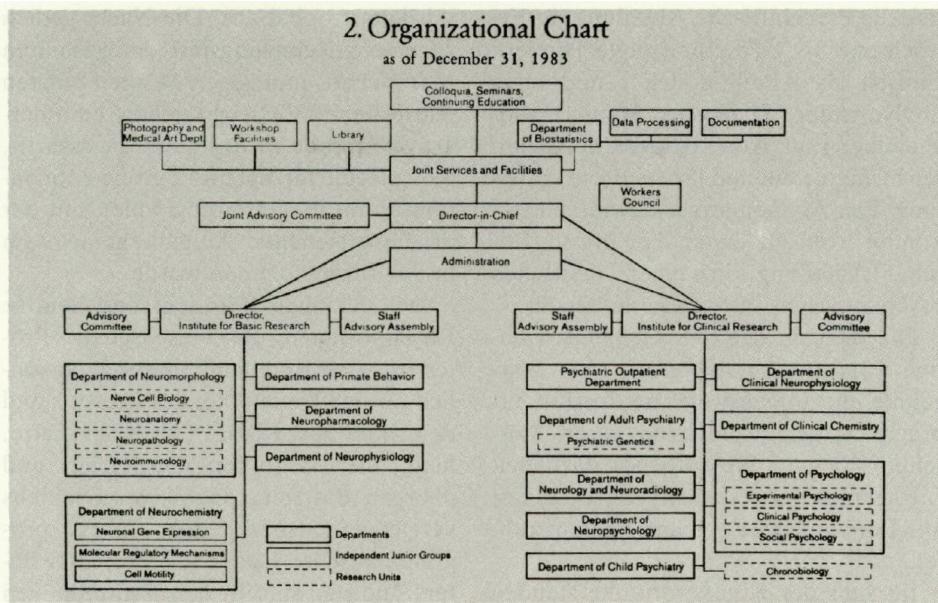 2. Organizational Chart
as of December 31, 1983
Colloquia, Seminars,
Continuing Education
Photography and
Medical Art Dept.
Workshop
Facilities
Library
Department
of Biostatistics
Data Processing
Documentation
Joint Services and Facilities
Workers
Council
Joint Advisory Committee
Director-in-Chief
Administration
Advisory
Committee
Director,
Institute for Basic Research
Staff
Advisory Assembly
Staff
Advisory Assembly
Director,
Institute for Clinical Research
Advisory
Committee
Department of Neuromorphology
Nerve Cell Biology
Neuroanatomy
Neuropathology
Neuroimmunology
Department of Primate Behavior
Department of
Neuropharmacology
Department of Neurophysiology
Department of Neurochemistry
Neuronal Gene Expression
Molecular Regulatory Mechanisms
Cell Motility
Departments
Independent Junior Groups
Research Units
Psychiatric Outpatient
Department
Department of Adult Psychiatry
Psychiatric Genetics
Department of
Neurology and Neuroradiology
Department of
Neuropsychology
Department of Child Psychiatry
Department of
Clinical Neurophysiology
Department of Clinical Chemistry
Department of Psychology
Experimental Psychology
Clinical Psychology
Social Psychology
Chronobiology